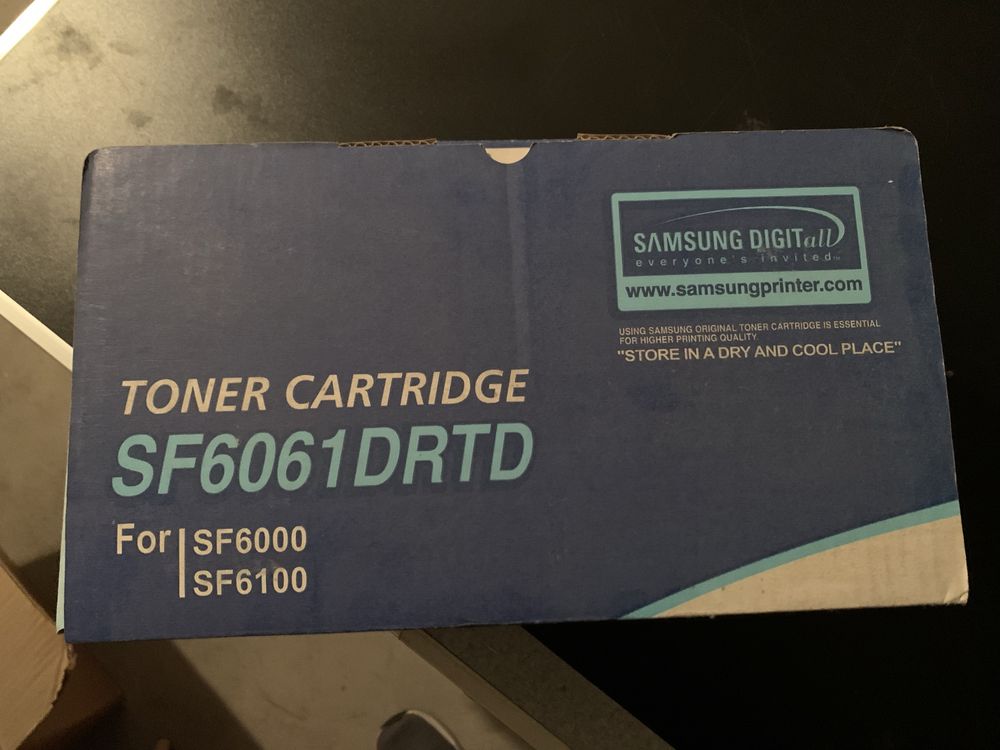 SAMSUNG DIGITall
everyone's invited™
www.samsungprinter.com
USING SAMSUNG ORIGINAL TONER CARTRIDGE IS ESSENTIAL
FOR HIGHER PRINTING QUALITY.
"STORE IN A DRY AND COOL PLACE"
TONER CARTRIDGE
SF6061DRTD
For SF6000
SF6100